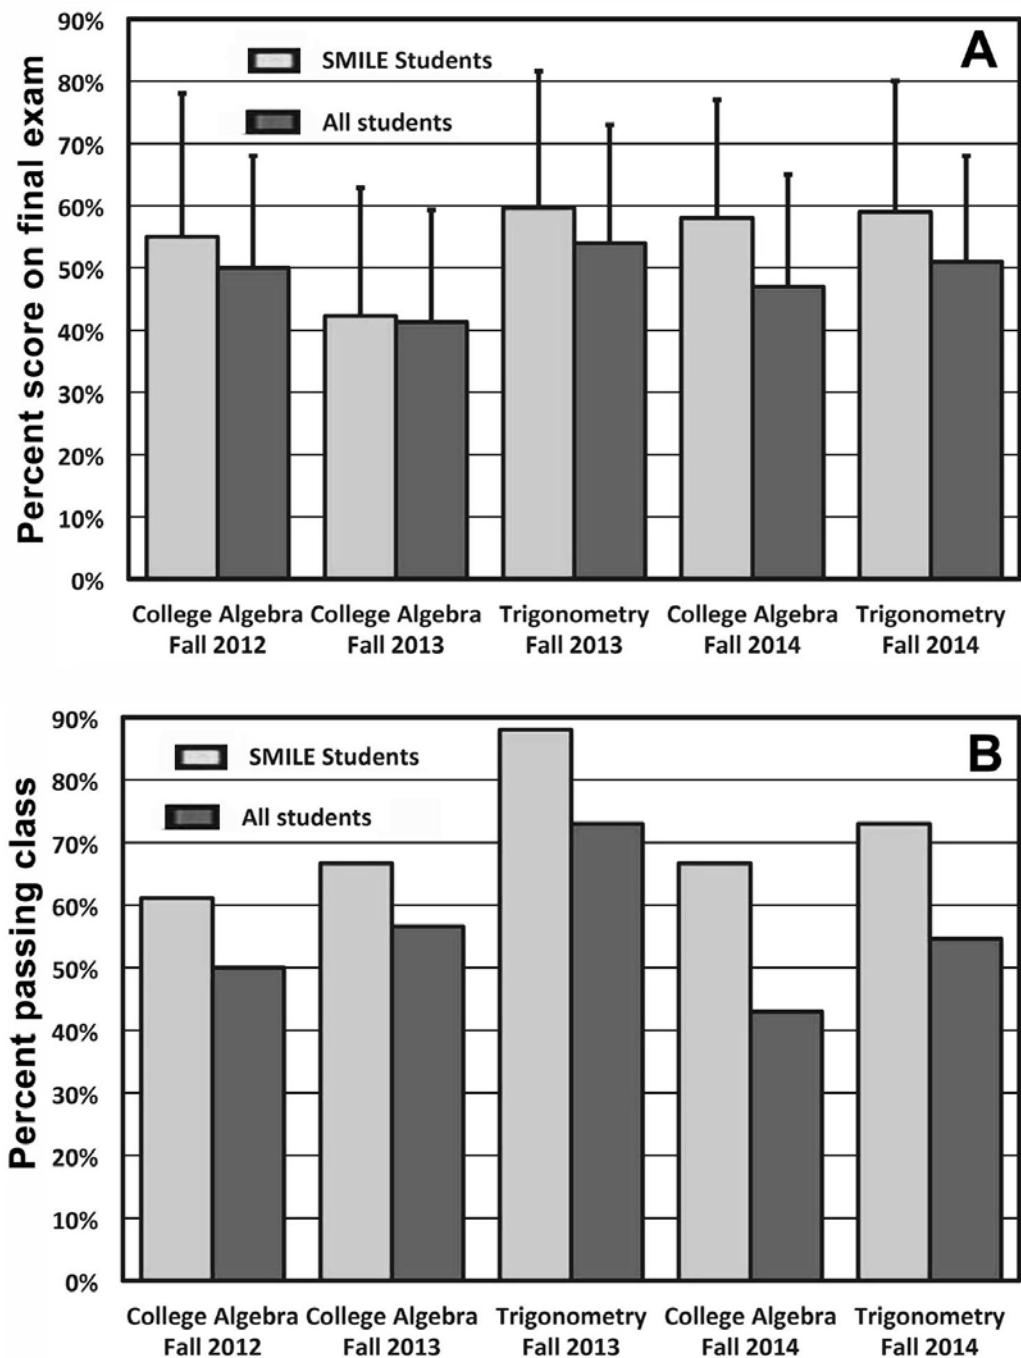 90%
A
SMILE Students
80%
All students
70%
60%
50%
40%
30%
20%
10%
0%
Percent score on final exam
College Algebra College Algebra Trigonometry College Algebra Trigonometry
Fall 2012 Fall 2013 Fall 2013 Fall 2014 Fall 2014
90%
B
SMILE Students
80%
All students
70%
60%
50%
40%
30%
20%
10%
0%
Percent passing class
College Algebra College Algebra Trigonometry College Algebra Trigonometry
Fall 2012 Fall 2013 Fall 2013 Fall 2014 Fall 2014